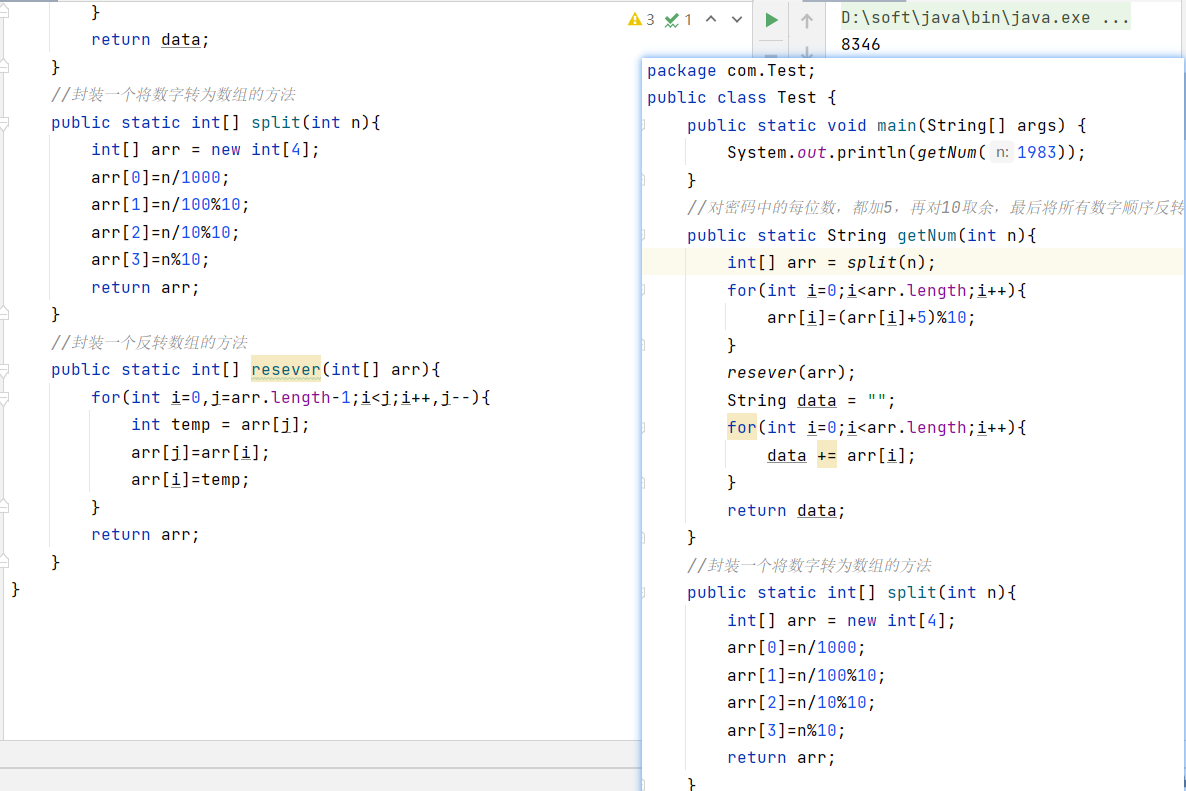 }
return data;
}
//封装一个将数字转为数组的方法
public static int[] split(int n){
int[] arr = new int[4];
arr[0]=n/1000;
arr[1]=n/100%10;
arr[2]=n/10%10;
arr[3]=n%10;
return arr;
}
//封装一个反转数组的方法
public static int[] resever(int[] arr){
for(int i=0,j=arr.length-1;i<j;i++,j--){
int temp = arr[j];
arr[j]=arr[i];
arr[i]=temp;
}
return arr;
}
}
3 1
D:\soft\java\bin\java.exe ...
8346
package com.Test;
public class Test {
public static void main(String[] args) {
System.out.println(getNum( n: 1983));
}
//对密码中的每位数，都加5，再对10取余，最后将所有数字顺序反转
public static String getNum(int n){
int[] arr = split(n);
for(int i=0;i<arr.length;i++){
arr[i]=(arr[i]+5)%10;
}
resever(arr);
String data = "";
for(int i=0;i<arr.length;i++){
data += arr[i];
}
return data;
}
//封装一个将数字转为数组的方法
public static int[] split(int n){
int[] arr = new int[4];
arr[0]=n/1000;
arr[1]=n/100%10;
arr[2]=n/10%10;
arr[3]=n%10;
return arr;
}